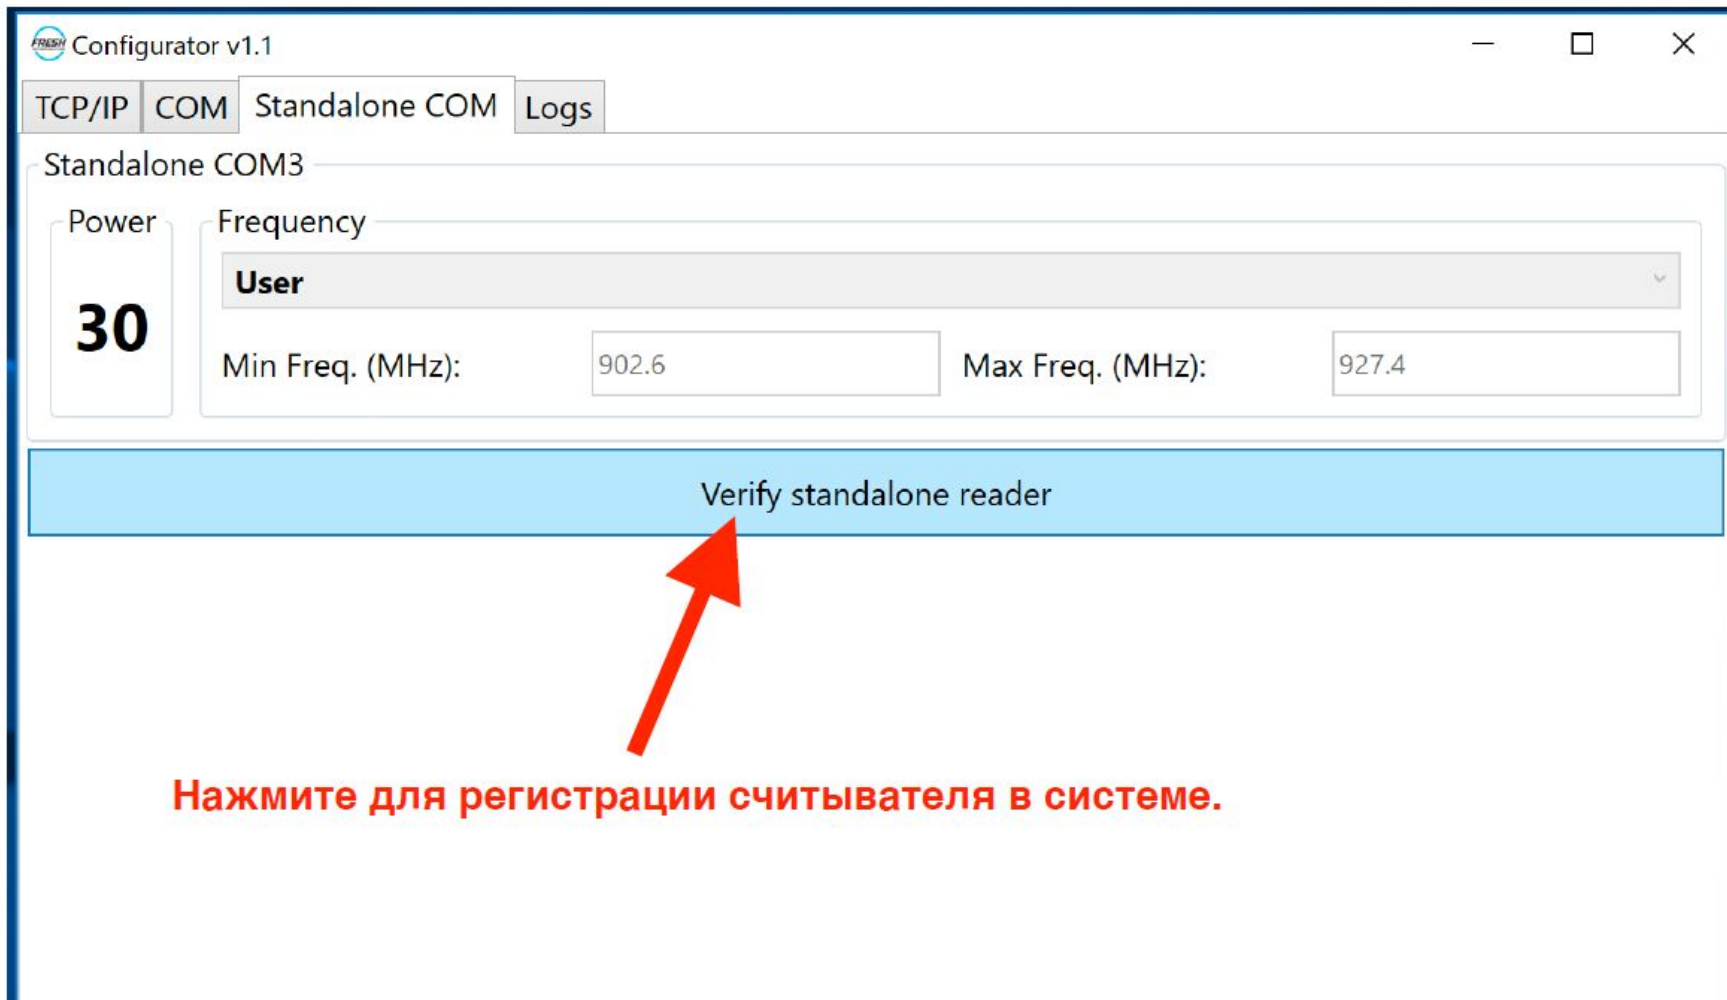 FRESH Configurator v1.1
TCP/IP COM Standalone COM Logs
Standalone COM3
Power Frequency
User
30
Min Freq. (MHz): 902.6 Max Freq. (MHz): 927.4
Verify standalone reader
Нажмите для регистрации считывателя в системе.